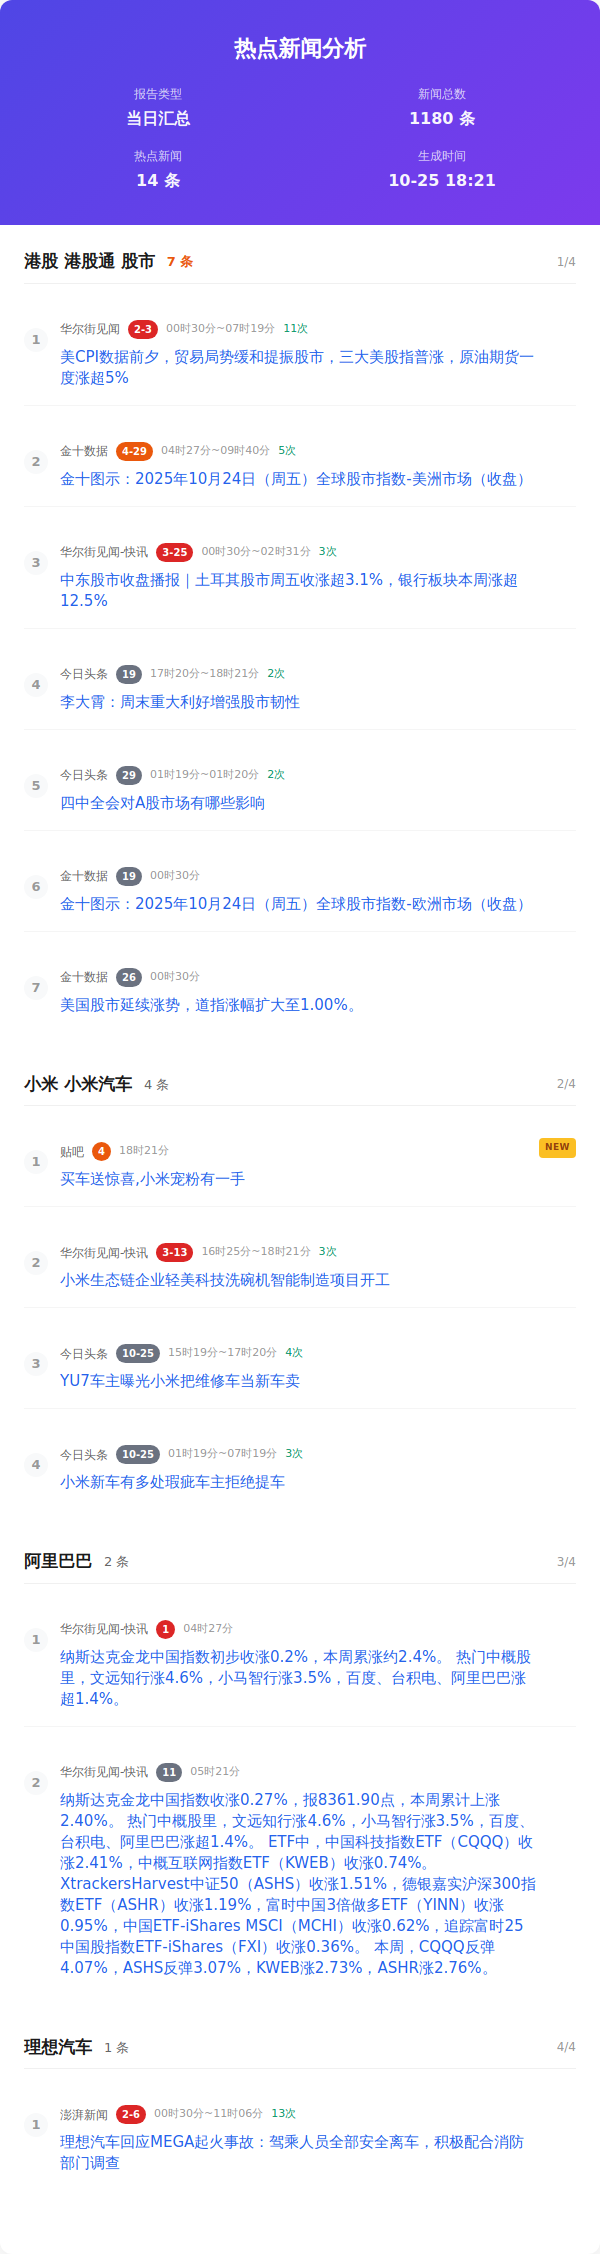 热点新闻分析
报告类型
当日汇总
新闻总数
1180 条
热点新闻
14 条
生成时间
10-25 18:21
港股 港股通 股市 7 条 1/4
1
华尔街见闻 2-3 00时30分~07时19分 11次
美CPI数据前夕，贸易局势缓和提振股市，三大美股指普涨，原油期货一
度涨超5%
2
金十数据 4-29 04时27分~09时40分 5次
金十图示：2025年10月24日（周五）全球股市指数-美洲市场（收盘）
3
华尔街见闻-快讯 3-25 00时30分~02时31分 3次
中东股市收盘播报｜土耳其股市周五收涨超3.1%，银行板块本周涨超
12.5%
4
今日头条 19 17时20分~18时21分 2次
李大霄：周末重大利好增强股市韧性
5
今日头条 29 01时19分~01时20分 2次
四中全会对A股市场有哪些影响
6
金十数据 19 00时30分
金十图示：2025年10月24日（周五）全球股市指数-欧洲市场（收盘）
7
金十数据 26 00时30分
美国股市延续涨势，道指涨幅扩大至1.00%。
小米 小米汽车 4 条 2/4
1
贴吧 4 18时21分 NEW
买车送惊喜,小米宠粉有一手
2
华尔街见闻-快讯 3-13 16时25分~18时21分 3次
小米生态链企业轻美科技洗碗机智能制造项目开工
3
今日头条 10-25 15时19分~17时20分 4次
YU7车主曝光小米把维修车当新车卖
4
今日头条 10-25 01时19分~07时19分 3次
小米新车有多处瑕疵车主拒绝提车
阿里巴巴 2 条 3/4
1
华尔街见闻-快讯 1 04时27分
纳斯达克金龙中国指数初步收涨0.2%，本周累涨约2.4%。 热门中概股
里，文远知行涨4.6%，小马智行涨3.5%，百度、台积电、阿里巴巴涨
超1.4%。
2
华尔街见闻-快讯 11 05时21分
纳斯达克金龙中国指数收涨0.27%，报8361.90点，本周累计上涨
2.40%。 热门中概股里，文远知行涨4.6%，小马智行涨3.5%，百度、
台积电、阿里巴巴涨超1.4%。 ETF中，中国科技指数ETF（CQQQ）收
涨2.41%，中概互联网指数ETF（KWEB）收涨0.74%。
XtrackersHarvest中证50（ASHS）收涨1.51%，德银嘉实沪深300指
数ETF（ASHR）收涨1.19%，富时中国3倍做多ETF（YINN）收涨
0.95%，中国ETF-iShares MSCI（MCHI）收涨0.62%，追踪富时25
中国股指数ETF-iShares（FXI）收涨0.36%。 本周，CQQQ反弹
4.07%，ASHS反弹3.07%，KWEB涨2.73%，ASHR涨2.76%。
理想汽车 1 条 4/4
1
澎湃新闻 2-6 00时30分~11时06分 13次
理想汽车回应MEGA起火事故：驾乘人员全部安全离车，积极配合消防
部门调查